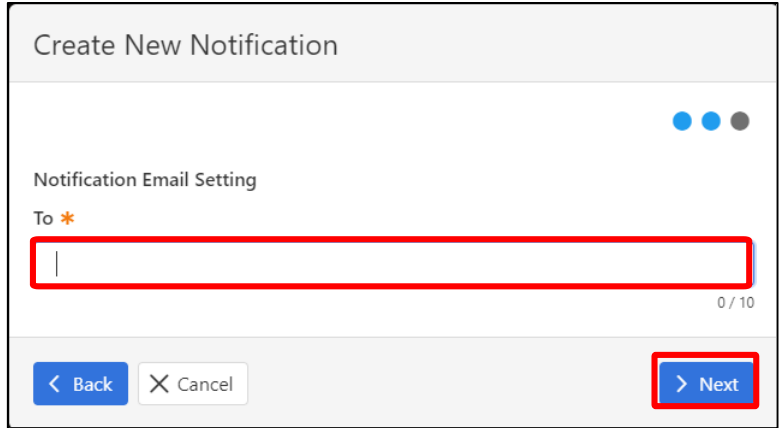 Create New Notification
Notification Email Setting
To *
0 / 10
Back
Cancel
Next